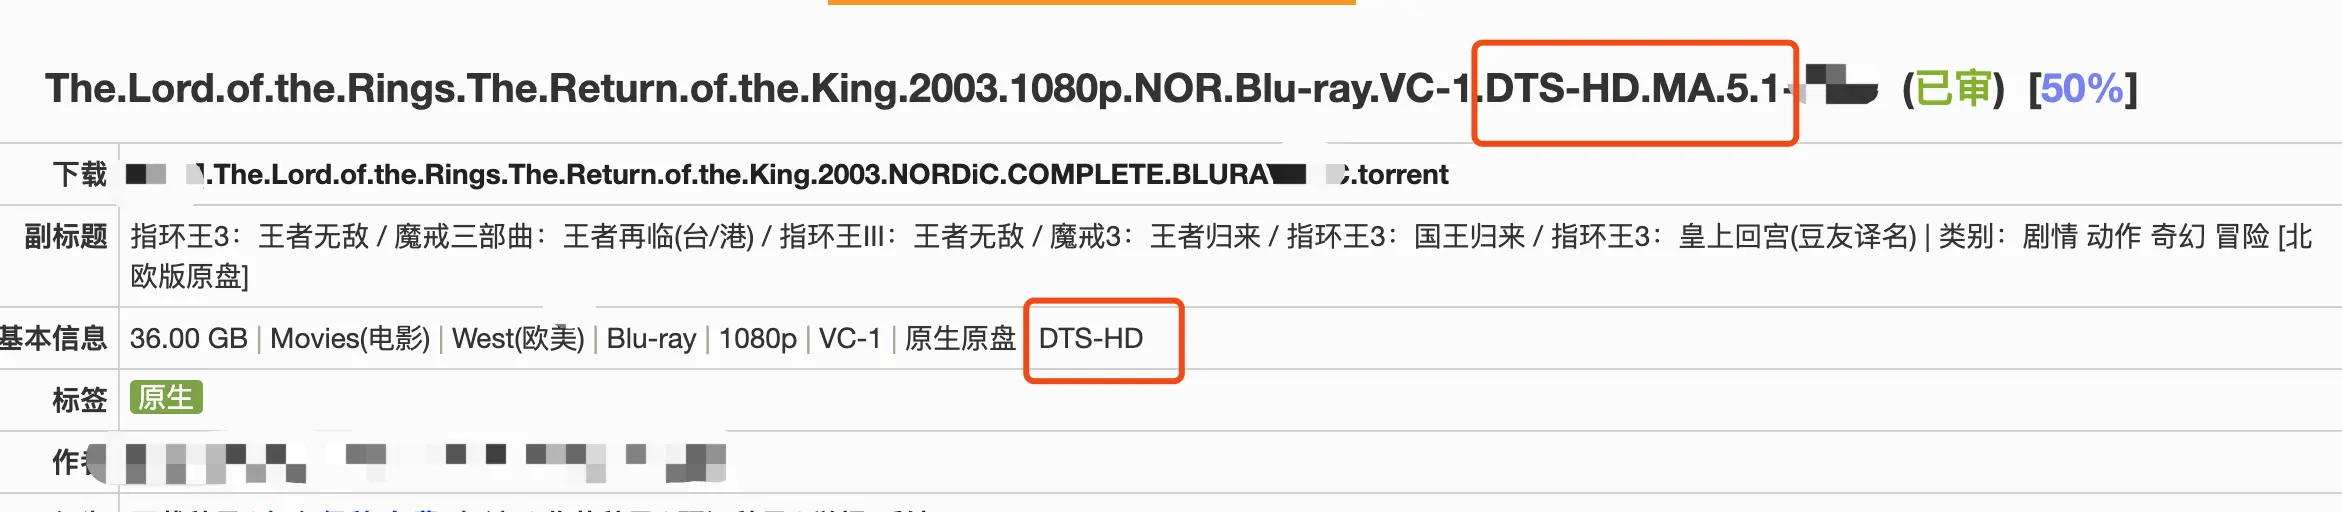 The.Lord.of.the.Rings.The.Return.of.the.King.2003.1080p.NOR.Blu-ray.VC-1.DTS-HD.MA.5.1- (已审) [50%]
下载 .The.Lord.of.the.Rings.The.Return.of.the.King.2003.NORDiC.COMPLETE.BLURA C.torrent
副标题 指环王3：王者无敌 / 魔戒三部曲：王者再临(台/港) / 指环王III：王者无敌 / 魔戒3：王者归来 / 指环王3：国王归来 / 指环王3：皇上回宫(豆友译名) | 类别：剧情 动作 奇幻 冒险 [北
欧版原盘]
基本信息 36.00 GB | Movies(电影) | West(欧美) | Blu-ray | 1080p | VC-1 | 原生原盘 DTS-HD
标签 原生
作